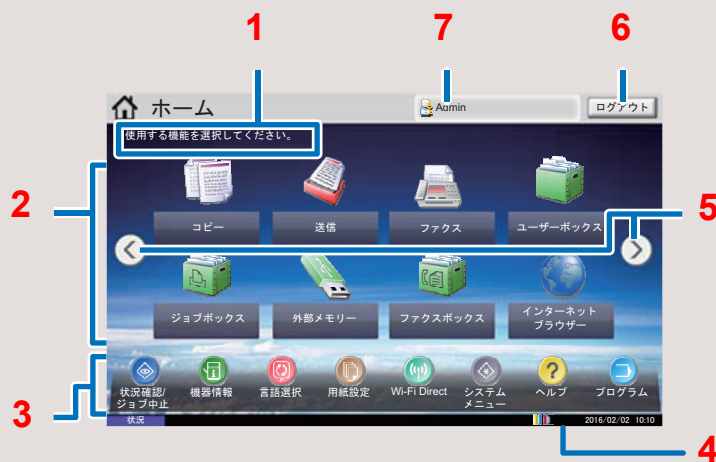 1
7
6
ホーム
Admin
ログアウト
使用する機能を選択してください。
2
コピー
送信
ファクス
ユーザーボックス
5
ジョブボックス
外部メモリー
ファクスボックス
インターネット
ブラウザー
3
状況確認/
ジョブ中止
機器情報
言語選択
用紙設定
Wi-Fi Direct
システム
メニュー
ヘルプ
プログラム
状況
2016/02/02 10:10
4